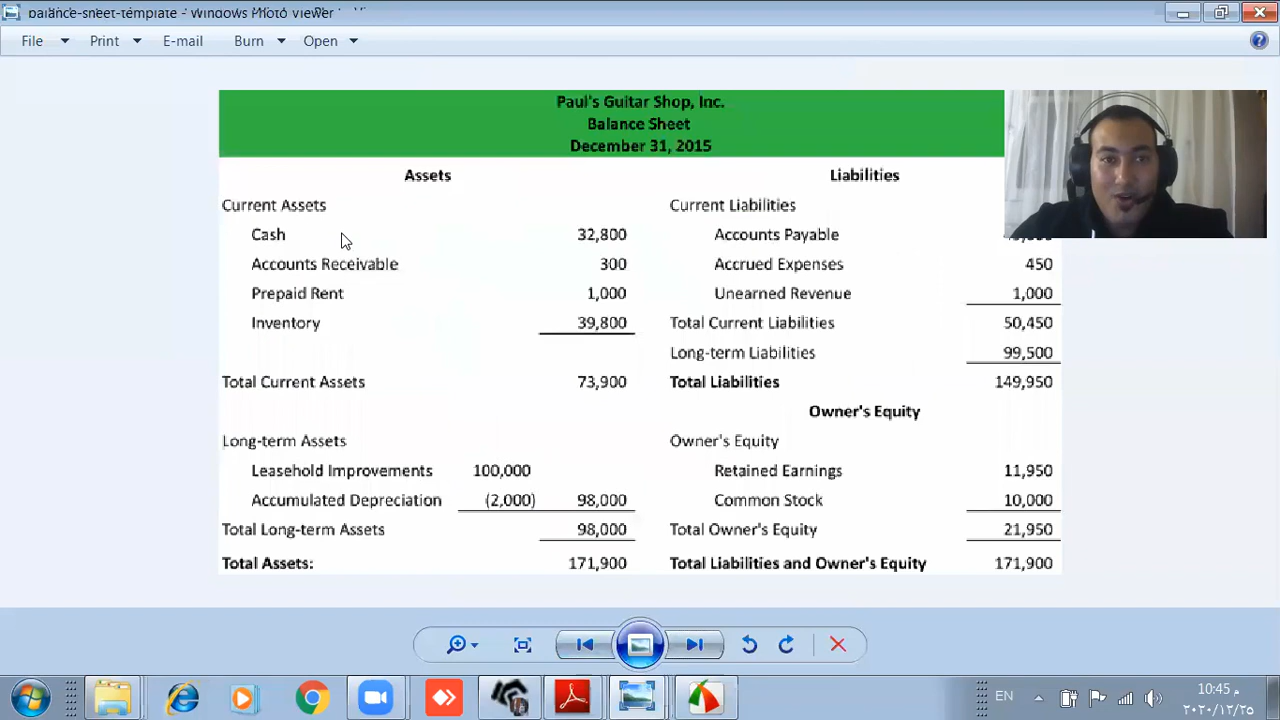 balance-sheet-template - Windows Photo Viewer
File Print E-mail Burn Open
Paul's Guitar Shop, Inc.
Balance Sheet
December 31, 2015
Assets
Current Assets
Cash 32,800
Accounts Receivable 300
Prepaid Rent 1,000
Inventory 39,800
Total Current Assets 73,900
Long-term Assets
Leasehold Improvements 100,000
Accumulated Depreciation (2,000) 98,000
Total Long-term Assets 98,000
Total Assets: 171,900
Liabilities
Current Liabilities
Accounts Payable
Accrued Expenses 450
Unearned Revenue 1,000
Total Current Liabilities 50,450
Long-term Liabilities 99,500
Total Liabilities 149,950
Owner's Equity
Owner's Equity
Retained Earnings 11,950
Common Stock 10,000
Total Owner's Equity 21,950
Total Liabilities and Owner's Equity 171,900
EN
10:45 م
٢٠٢٠/١٢/٢٥